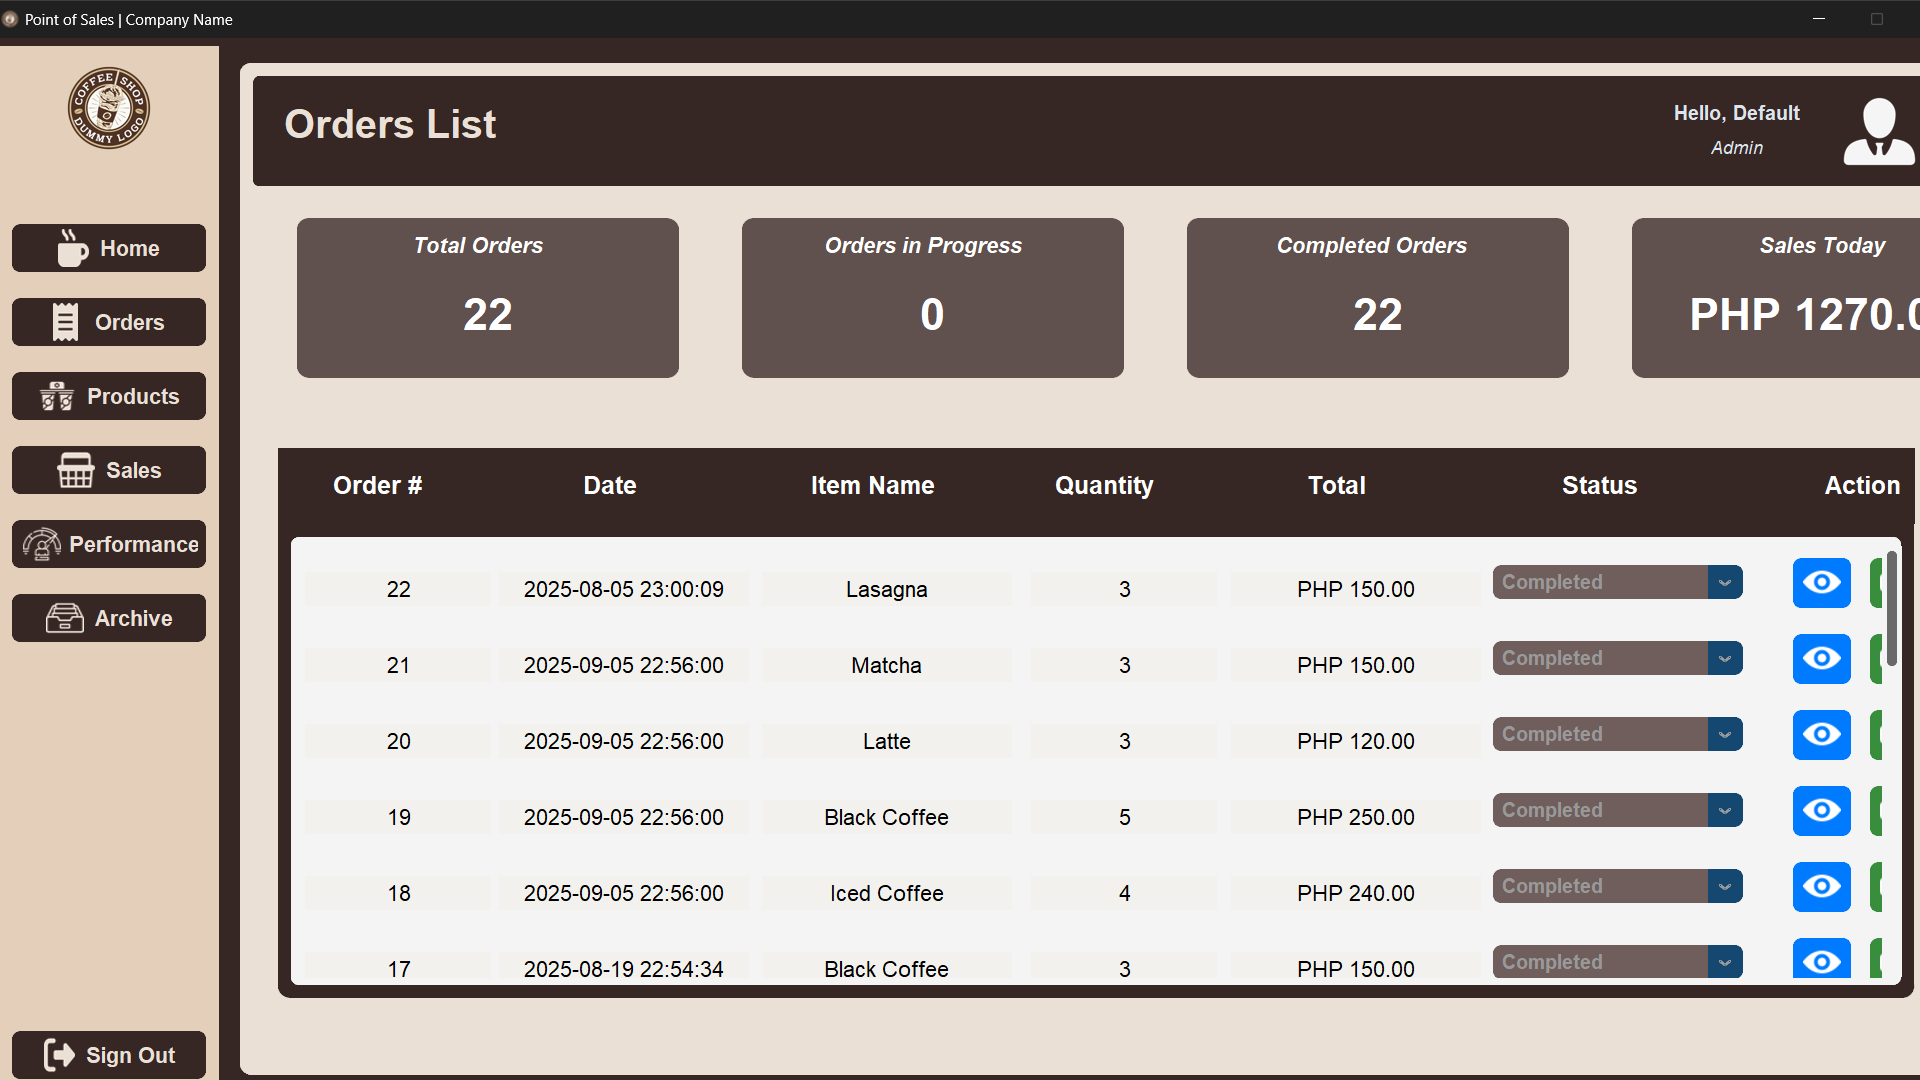 Point of Sales | Company Name
COFFEE SHOP
DUMMY LOGO
Home
Orders
Products
Sales
Performance
Archive
Sign Out
Orders List
Hello, Default
Admin
Total Orders
22
Orders in Progress
0
Completed Orders
22
Sales Today
PHP 1270.0
Order # Date Item Name Quantity Total Status Action
22 2025-08-05 23:00:09 Lasagna 3 PHP 150.00 Completed
21 2025-09-05 22:56:00 Matcha 3 PHP 150.00 Completed
20 2025-09-05 22:56:00 Latte 3 PHP 120.00 Completed
19 2025-09-05 22:56:00 Black Coffee 5 PHP 250.00 Completed
18 2025-09-05 22:56:00 Iced Coffee 4 PHP 240.00 Completed
17 2025-08-19 22:54:34 Black Coffee 3 PHP 150.00 Completed